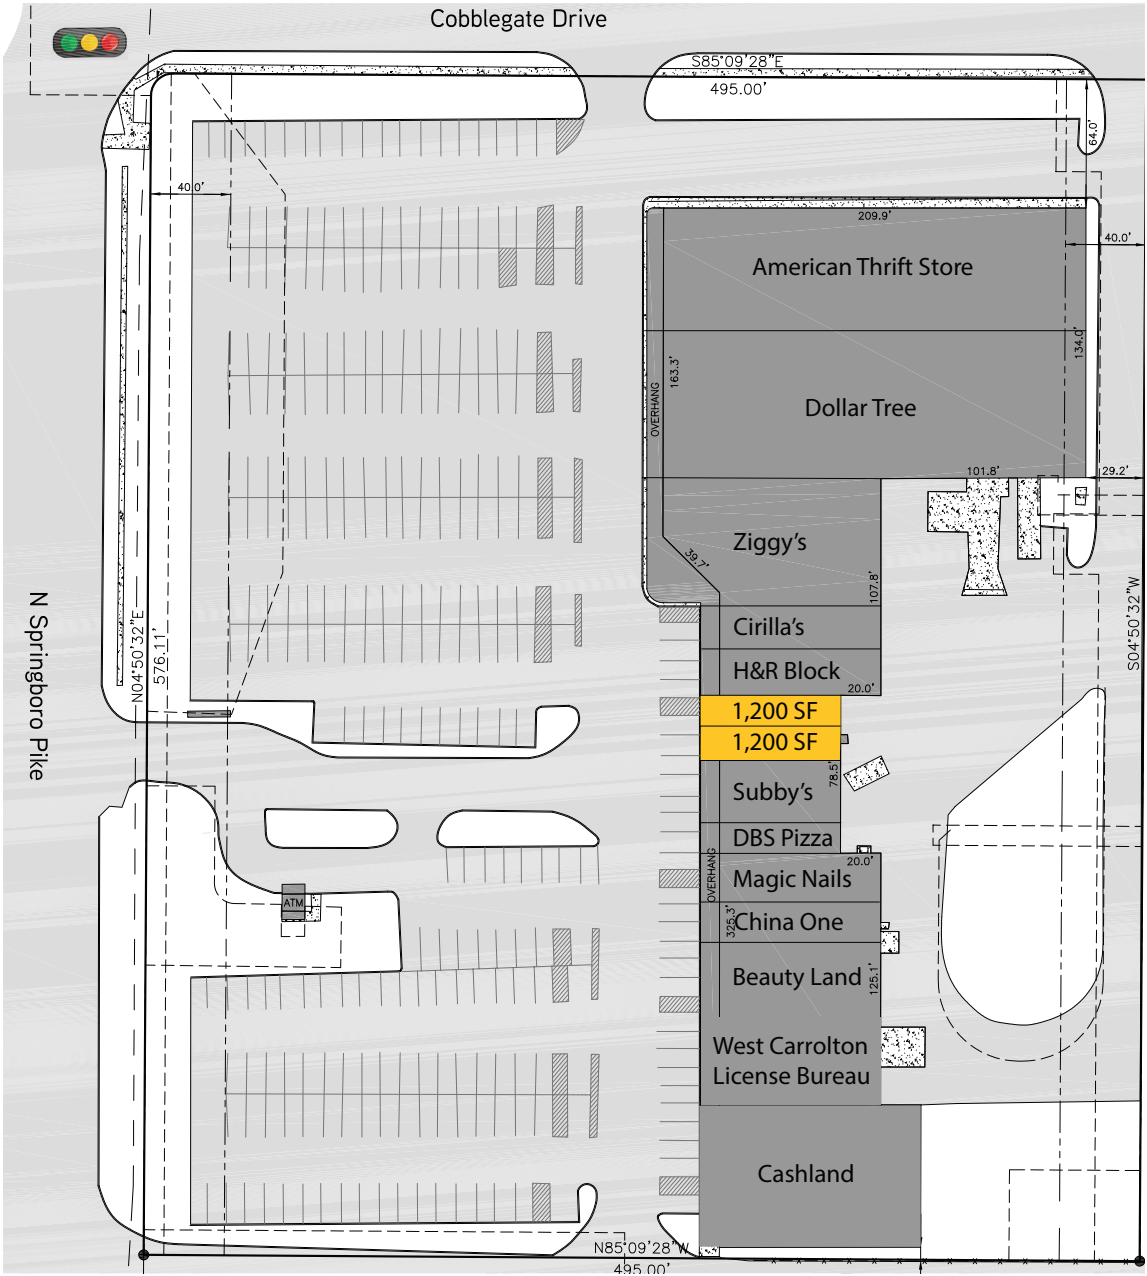 Cobblegate Drive
S85°09'28"E
495.00'
64.0'
40.0'
209.9'
40.0'
American Thrift Store
134.0'
163.3'
OVERHANG
Dollar Tree
101.8'
29.2'
Ziggy's
39.7'
107.8'
N Springboro Pike
N04°50'32"E
576.11'
S04°50'32"W
Cirilla's
H&R Block
20.0'
1,200 SF
1,200 SF
78.5'
Subby's
DBS Pizza
20.0'
OVERHANG
Magic Nails
ATM
325.3'
China One
Beauty Land
125.1'
West Carrolton
License Bureau
Cashland
N85°09'28"W
495.00'